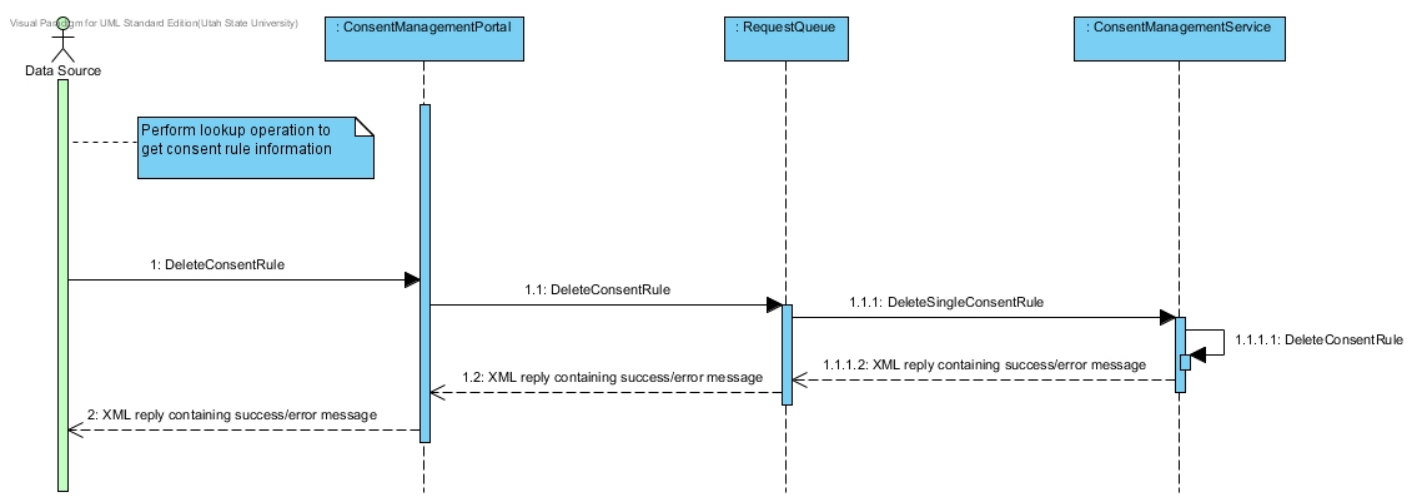 Visual Paradigm for UML Standard Edition(Utah State University)
: ConsentManagementPortal
: RequestQueue
: ConsentManagementService
Data Source
Perform lookup operation to
get consent rule information
1: DeleteConsentRule
1.1: DeleteConsentRule
1.1.1: DeleteSingleConsentRule
1.1.1.1: DeleteConsentRule
1.1.1.2: XML reply containing success/error message
1.2: XML reply containing success/error message
2: XML reply containing success/error message